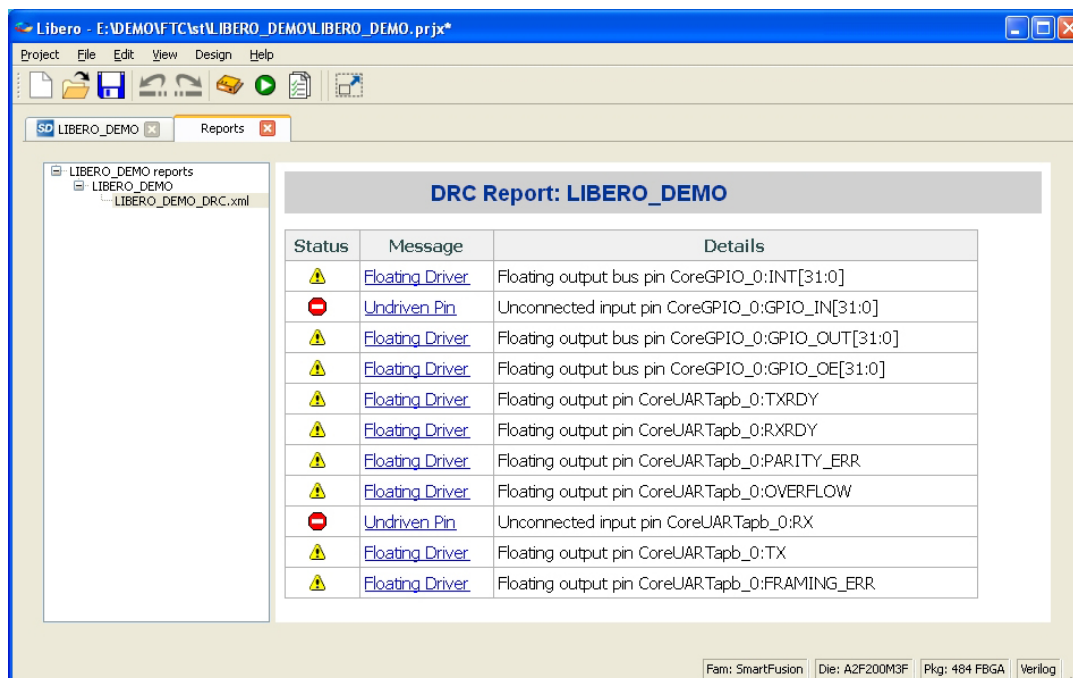 Libero - E:\DEMO\FTC\st\LIBERO_DEMO\LIBERO_DEMO.prjx*
Project File Edit View Design Help
SD LIBERO_DEMO Reports
LIBERO_DEMO reports
LIBERO_DEMO
LIBERO_DEMO_DRC.xml
DRC Report: LIBERO_DEMO
Status Message Details
Floating Driver Floating output bus pin CoreGPIO_0:INT[31:0]
Undriven Pin Unconnected input pin CoreGPIO_0:GPIO_IN[31:0]
Floating Driver Floating output bus pin CoreGPIO_0:GPIO_OUT[31:0]
Floating Driver Floating output bus pin CoreGPIO_0:GPIO_OE[31:0]
Floating Driver Floating output pin CoreUARTapb_0:TXRDY
Floating Driver Floating output pin CoreUARTapb_0:RXRDY
Floating Driver Floating output pin CoreUARTapb_0:PARITY_ERR
Floating Driver Floating output pin CoreUARTapb_0:OVERFLOW
Undriven Pin Unconnected input pin CoreUARTapb_0:RX
Floating Driver Floating output pin CoreUARTapb_0:TX
Floating Driver Floating output pin CoreUARTapb_0:FRAMING_ERR
Fam: SmartFusion Die: A2F200M3F Pkg: 484 FBGA Verilog